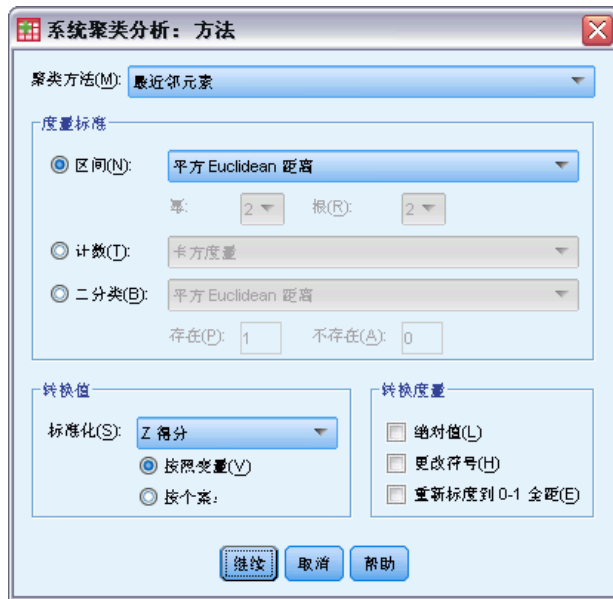 系统聚类分析：方法
聚类方法(M): 最近邻元素
度量标准
区间(N): 平方 Euclidean 距离
幂: 2 根(R): 2
计数(T): 卡方度量
二分类(B): 平方 Euclidean 距离
存在(P): 1 不存在(A): 0
转换值
标准化(S): Z 得分
按照变量(V)
按个案:
转换度量
绝对值(L)
更改符号(H)
重新标度到 0-1 全距(E)
继续 取消 帮助